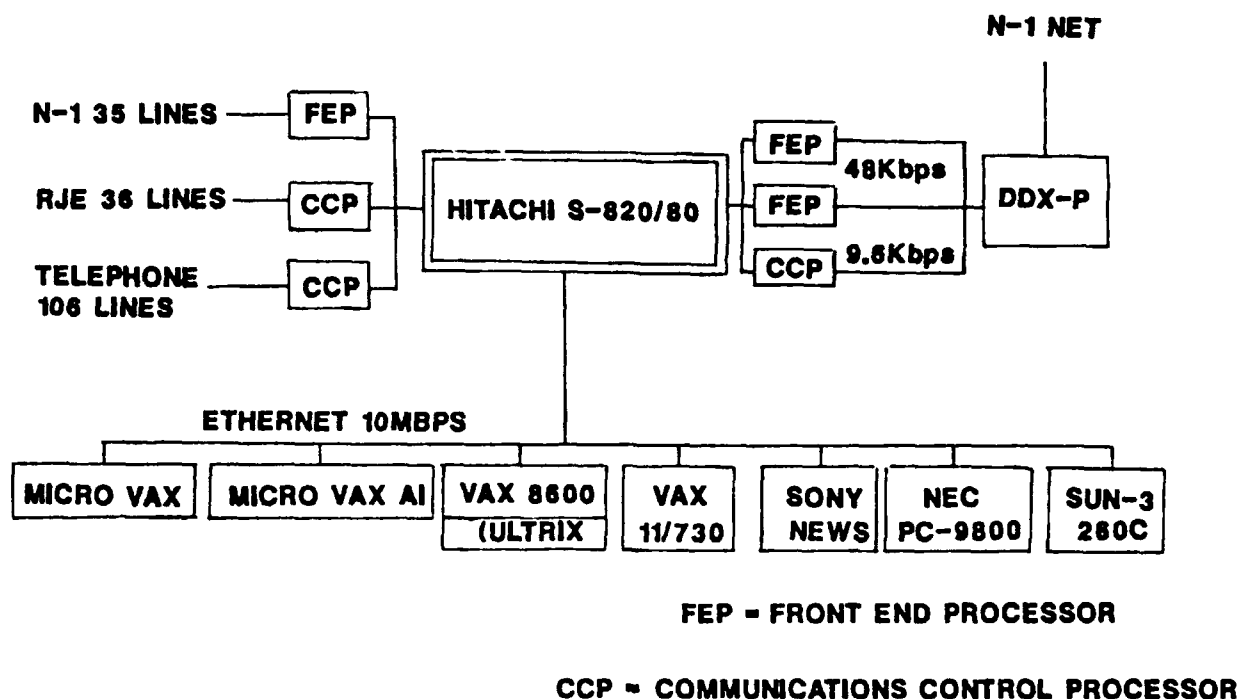 N-1 NET
N-1 35 LINES
FEP
FEP
48Kbps
RJE 36 LINES
CCP
HITACHI S-820/80
FEP
DDX-P
9.6Kbps
TELEPHONE
106 LINES
CCP
CCP
ETHERNET 10MBPS
MICRO VAX
MICRO VAX AI
VAX 8600
(ULTRIX
VAX
11/730
SONY
NEWS
NEC
PC-9800
SUN-3
260C
FEP = FRONT END PROCESSOR
CCP = COMMUNICATIONS CONTROL PROCESSOR